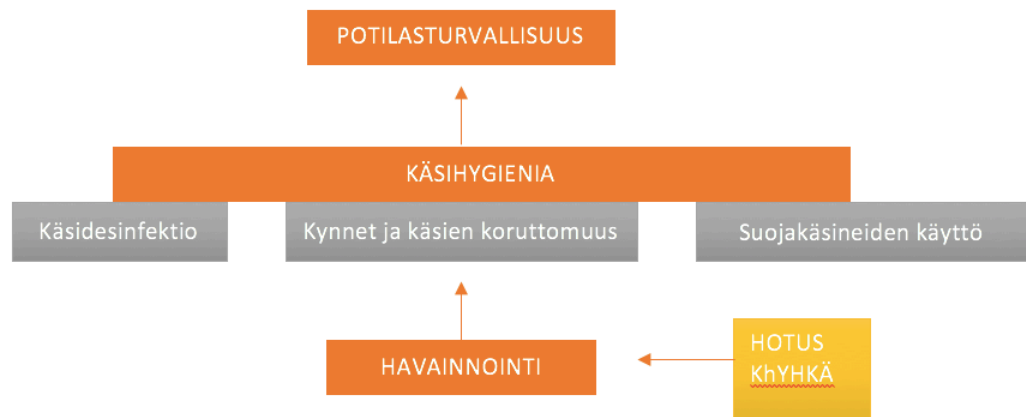 POTILASTURVALLISUUS
KÄSIHYGIENIA
Käsidesinfektio
Kynnet ja käsien koruttomuus
Suojakäsineiden käyttö
HAVAINNOINTI
HOTUS
KhYHKÄ